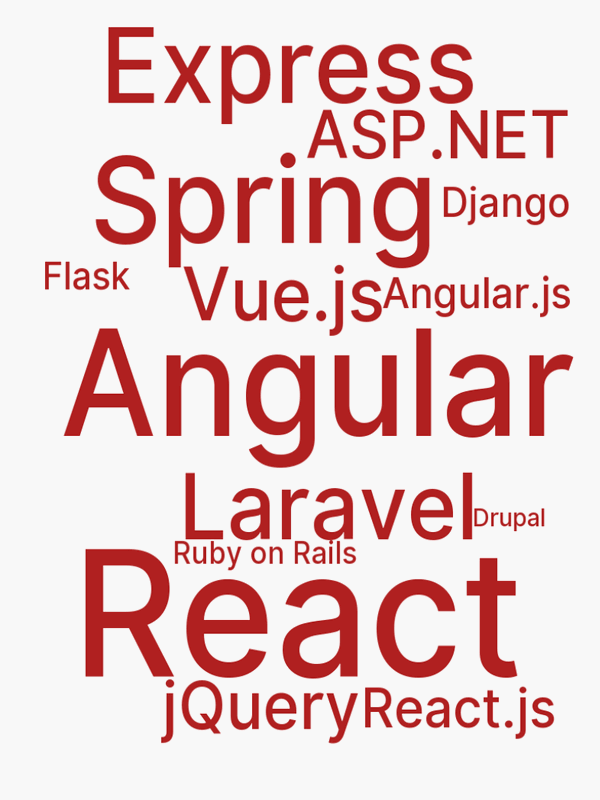 Express
ASP.NET
Spring
Django
Flask
Vue.js
Angular.js
Angular
Laravel
Drupal
Ruby on Rails
React
jQuery
React.js